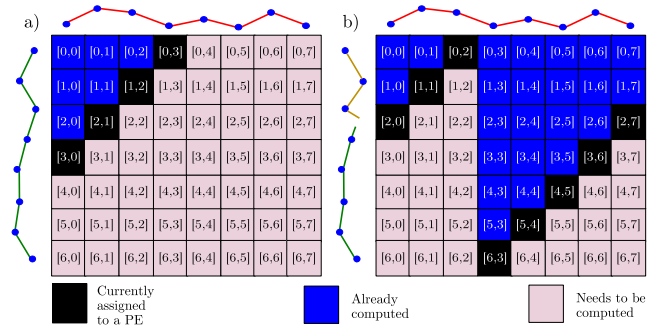 a)
[0,0] [0,1] [0,2] [0,3] [0,4] [0,5] [0,6] [0,7]
[1,0] [1,1] [1,2] [1,3] [1,4] [1,5] [1,6] [1,7]
[2,0] [2,1] [2,2] [2,3] [2,4] [2,5] [2,6] [2,7]
[3,0] [3,1] [3,2] [3,3] [3,4] [3,5] [3,6] [3,7]
[4,0] [4,1] [4,2] [4,3] [4,4] [4,5] [4,6] [4,7]
[5,0] [5,1] [5,2] [5,3] [5,4] [5,5] [5,6] [5,7]
[6,0] [6,1] [6,2] [6,3] [6,4] [6,5] [6,6] [6,7]
b)
[0,0] [0,1] [0,2] [0,3] [0,4] [0,5] [0,6] [0,7]
[1,0] [1,1] [1,2] [1,3] [1,4] [1,5] [1,6] [1,7]
[2,0] [2,1] [2,2] [2,3] [2,4] [2,5] [2,6] [2,7]
[3,0] [3,1] [3,2] [3,3] [3,4] [3,5] [3,6] [3,7]
[4,0] [4,1] [4,2] [4,3] [4,4] [4,5] [4,6] [4,7]
[5,0] [5,1] [5,2] [5,3] [5,4] [5,5] [5,6] [5,7]
[6,0] [6,1] [6,2] [6,3] [6,4] [6,5] [6,6] [6,7]
Currently
assigned
to a PE
Already
computed
Needs to be
computed